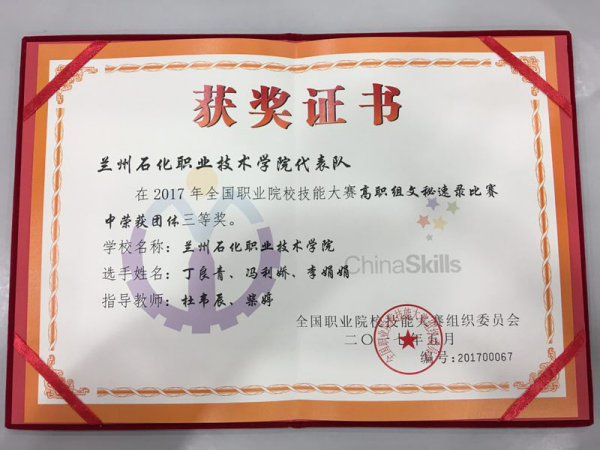 获奖证书
兰州石化职业技术学院代表队
在2017年全国职业院校技能大赛高职组文秘速录比赛
中荣获团体三等奖。
学校名称：兰州石化职业技术学院
选手姓名：丁良青、冯利娇、李娟娟
指导教师：杜韦辰、柴婷
ChinaSkills
全国职业院校技能大赛组织委员会
二〇一七年五月
编号:201700067